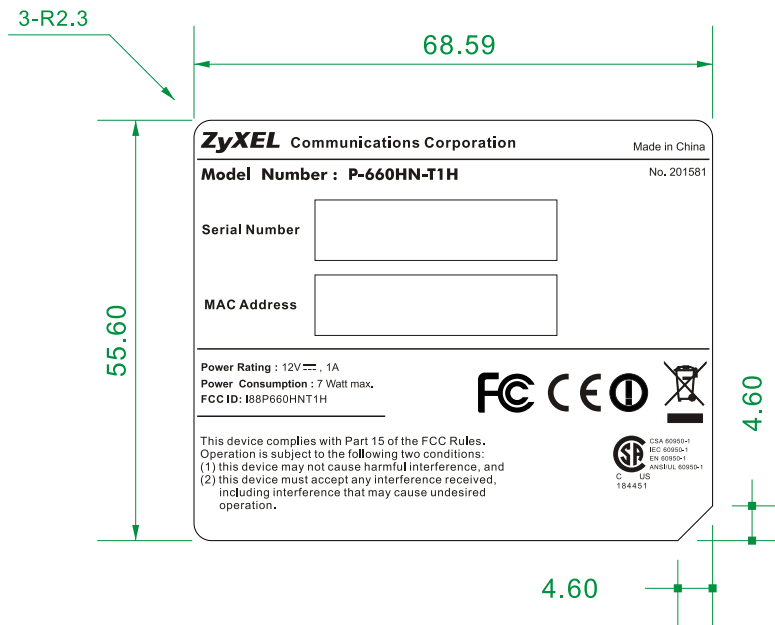 3-R2.3
68.59
ZyXEL Communications Corporation
Made in China
Model Number : P-660HN-T1H
No. 201581
Serial Number
MAC Address
55.60
Power Rating : 12V⎓, 1A
Power Consumption : 7 Watt max.
FCC ID: I88P660HNT1H
FC CE
4.60
This device complies with Part 15 of the FCC Rules.
Operation is subject to the following two conditions:
(1) this device may not cause harmful interference, and
(2) this device must accept any interference received,
including interference that may cause undesired
operation.
SA
CSA 60950-1
IEC 60950-1
EN 60950-1
ANSI/UL 60950-1
C US
184451
4.60